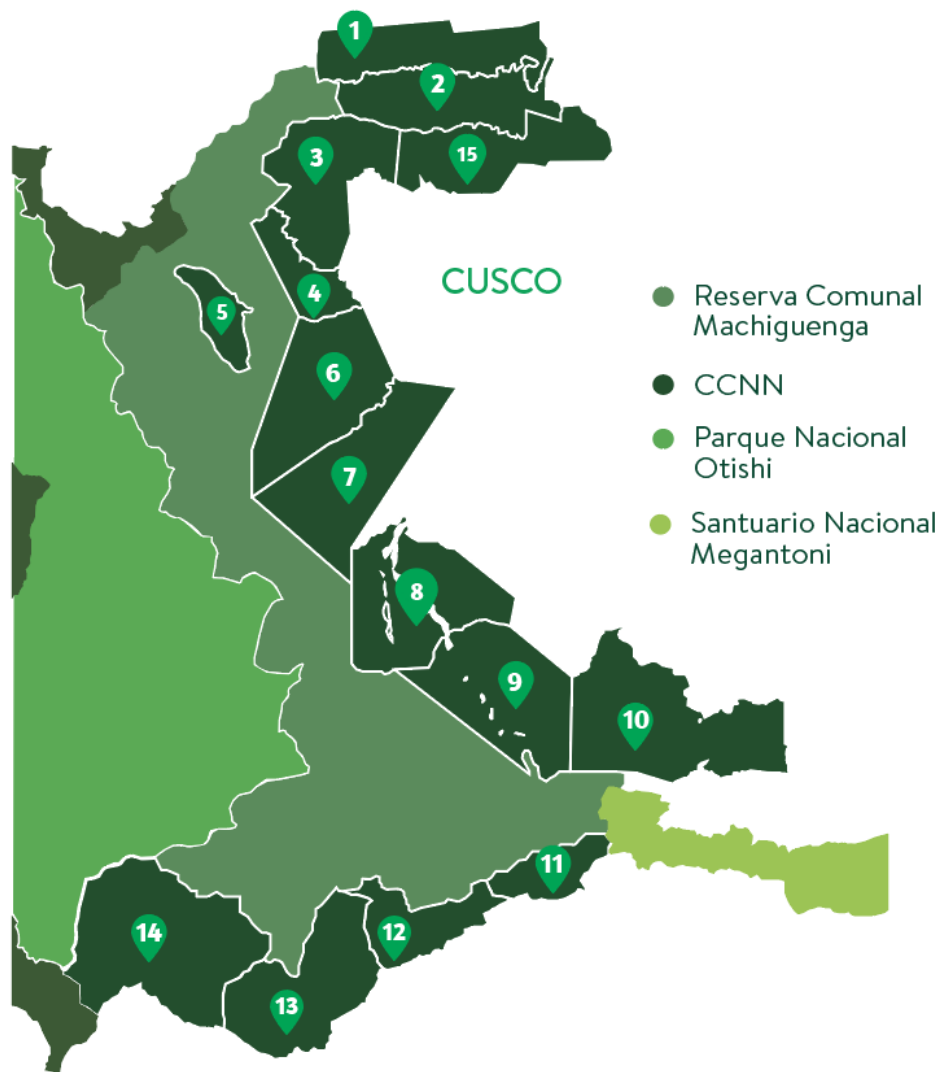 1
2
3
15
CUSCO
4
5
Reserva Comunal
Machiguenga
6
CCNN
Parque Nacional
Otishi
7
Santuario Nacional
Megantoni
8
9
10
11
12
14
13